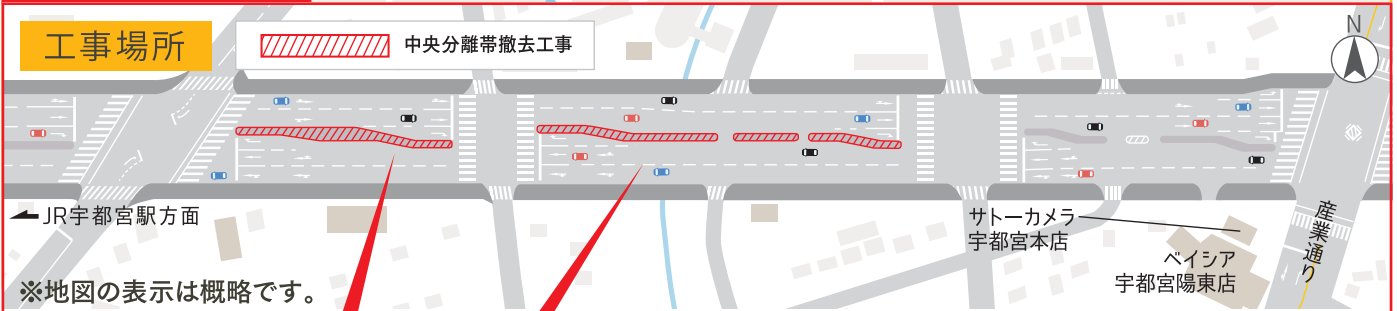 工事場所
中央分離帯撤去工事
N
JR宇都宮駅方面
サトーカメラ
宇都宮本店
ベイシア
宇都宮陽東店
産業通り
※地図の表示は概略です。